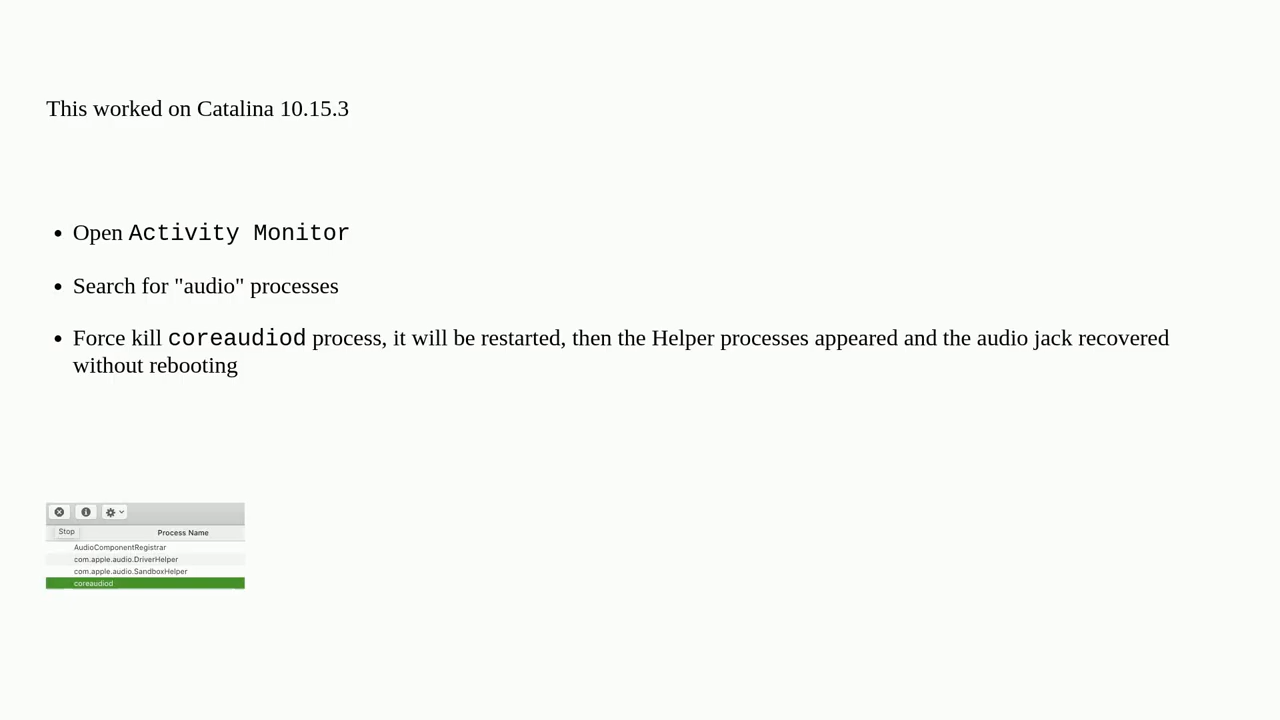 This worked on Catalina 10.15.3
Open Activity Monitor
Search for "audio" processes
Force kill coreaudiod process, it will be restarted, then the Helper processes appeared and the audio jack recovered
without rebooting
Stop
Process Name
AudioComponentRegistrar
com.apple.audio.DriverHelper
com.apple.audio.SandboxHelper
coreaudiod